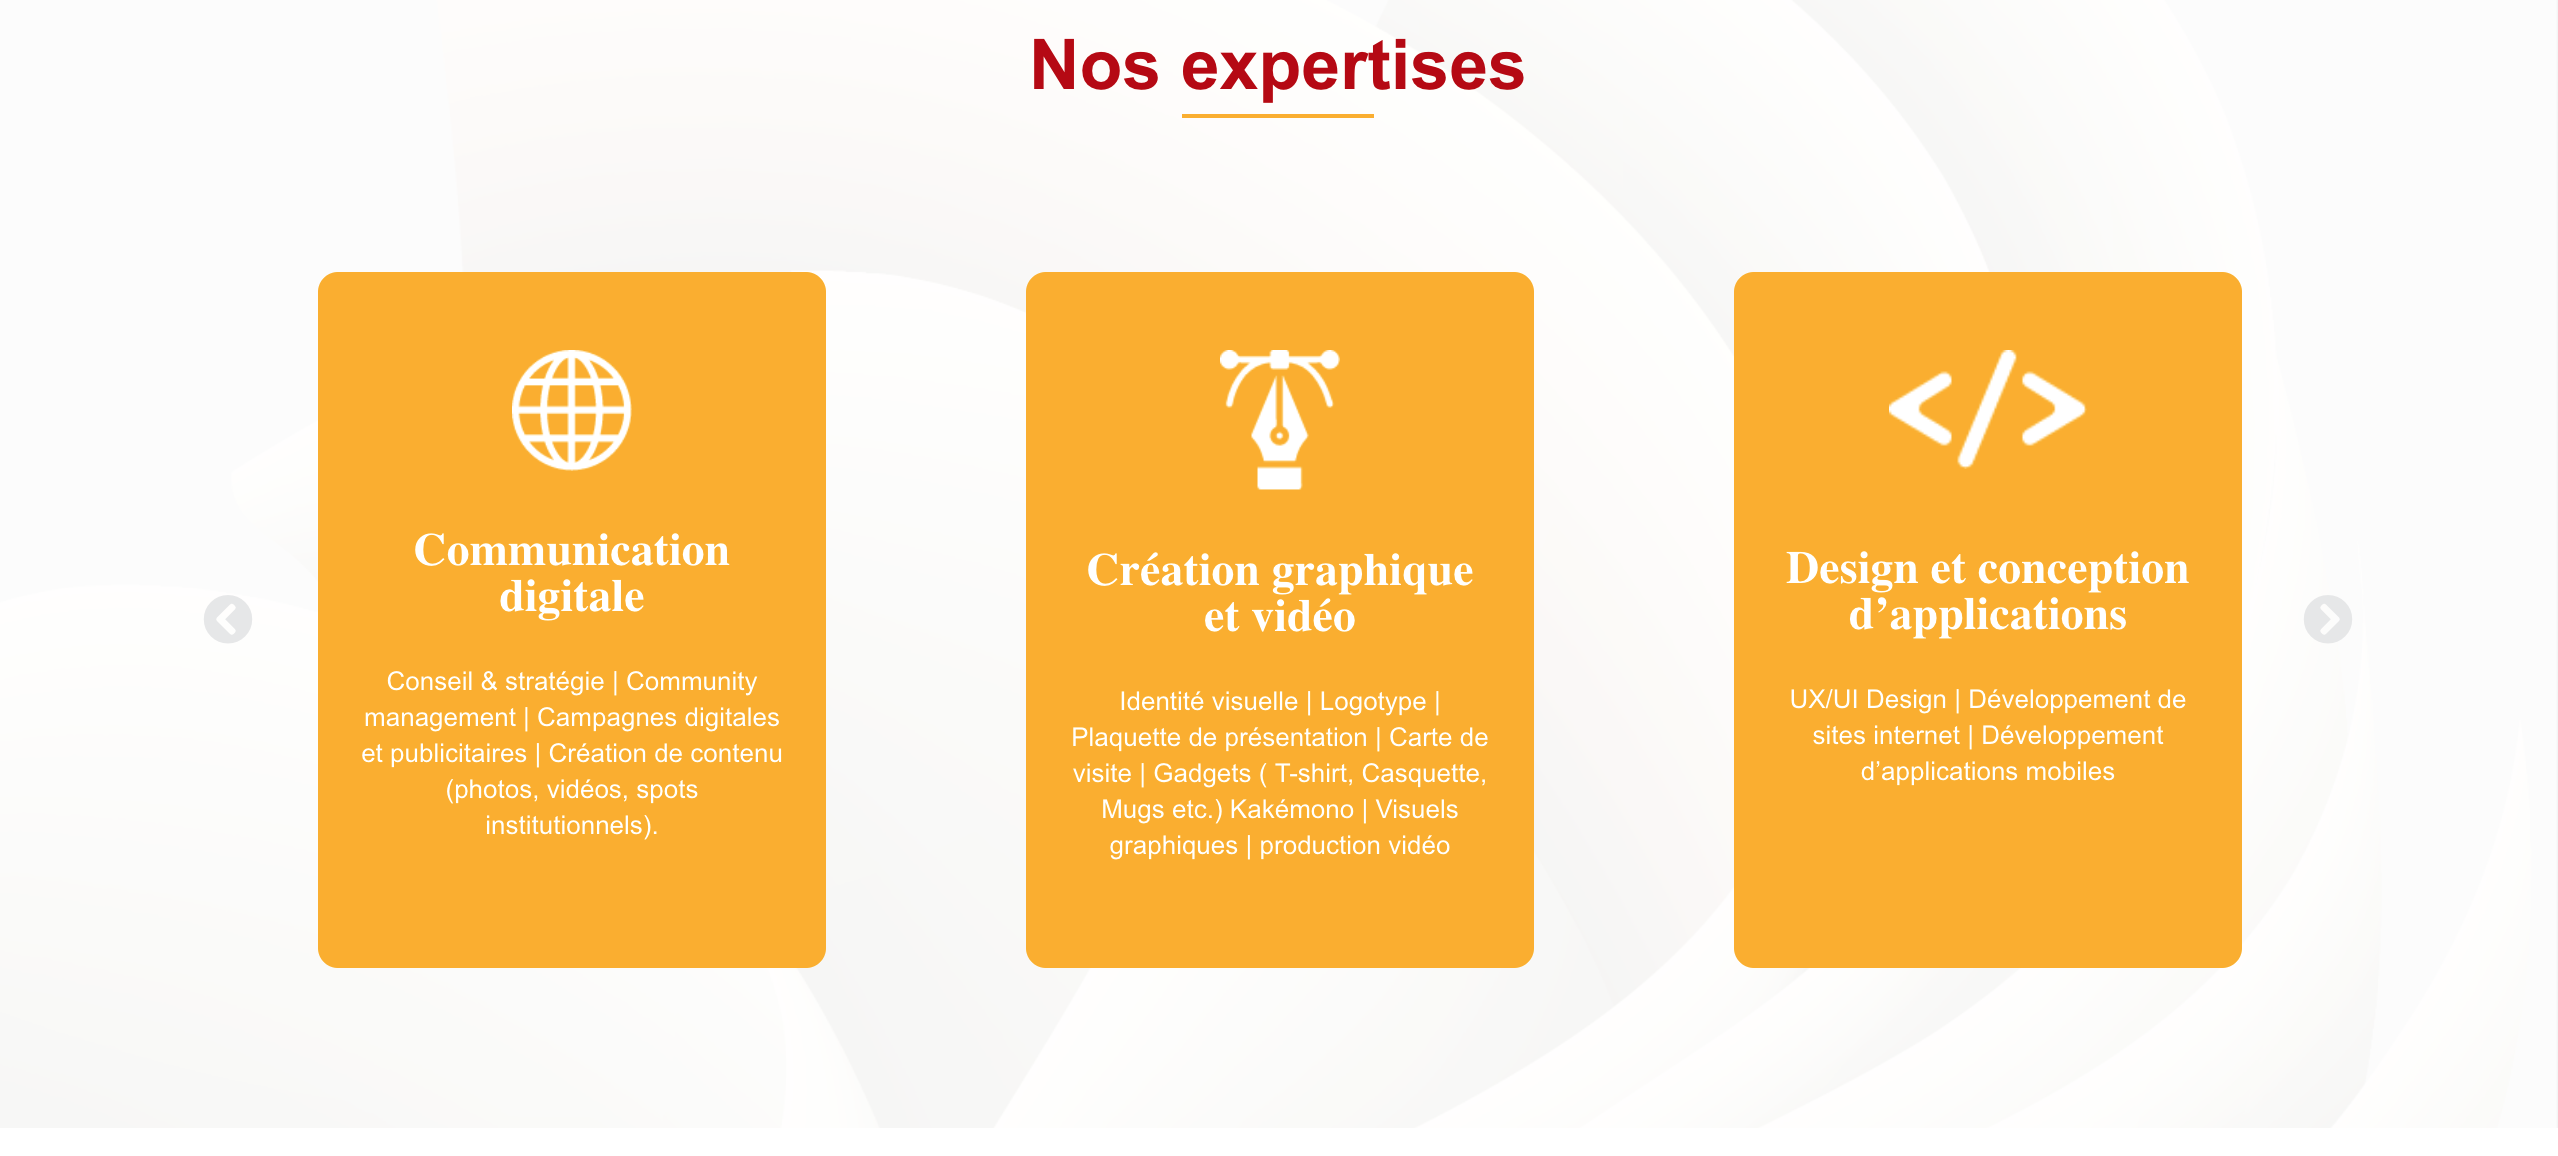 Nos expertises
Communication
digitale
Conseil & stratégie | Community
management | Campagnes digitales
et publicitaires | Création de contenu
(photos, vidéos, spots
institutionnels).
Création graphique
et vidéo
Identité visuelle | Logotype |
Plaquette de présentation | Carte de
visite | Gadgets ( T-shirt, Casquette,
Mugs etc.) Kakémono | Visuels
graphiques | production vidéo
Design et conception
d’applications
UX/UI Design | Développement de
sites internet | Développement
d’applications mobiles